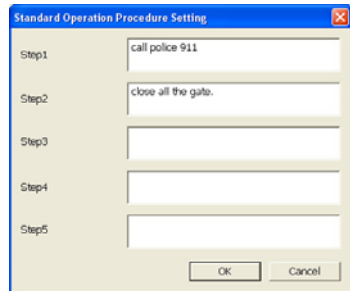 Standard Operation Procedure Setting
Step1
call police 911
Step2
close all the gate.
Step3
Step4
Step5
OK Cancel